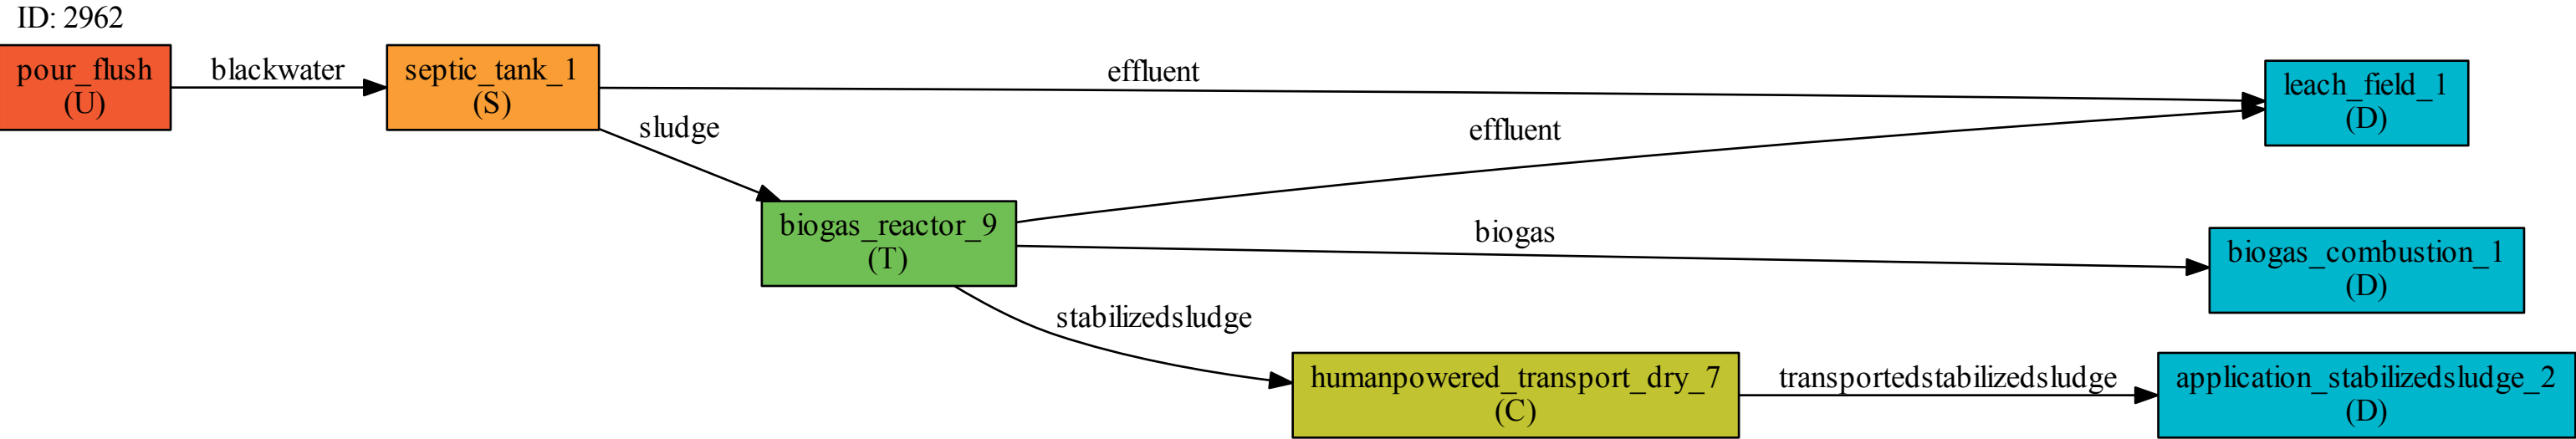 ID: 2962
pour_flush
(U)
blackwater
septic_tank_1
(S)
effluent
leach_field_1
(D)
sludge
effluent
biogas_reactor_9
(T)
biogas
biogas_combustion_1
(D)
stabilizedsludge
humanpowered_transport_dry_7
(C)
transportedstabilizedsludge
application_stabilizedsludge_2
(D)